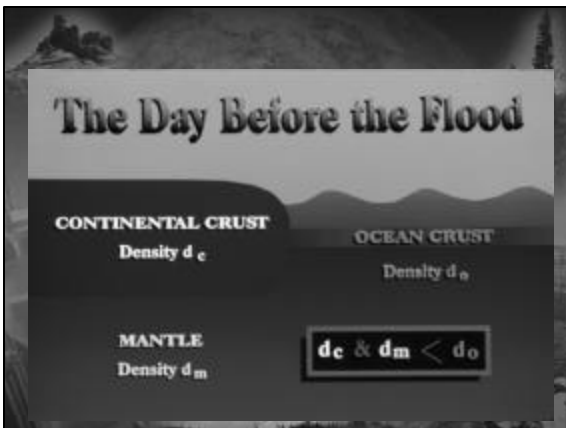 The Day Before the Flood
CONTINENTAL CRUST
Density d c
OCEAN CRUST
Density d o
MANTLE
Density d m
dc & dm < do